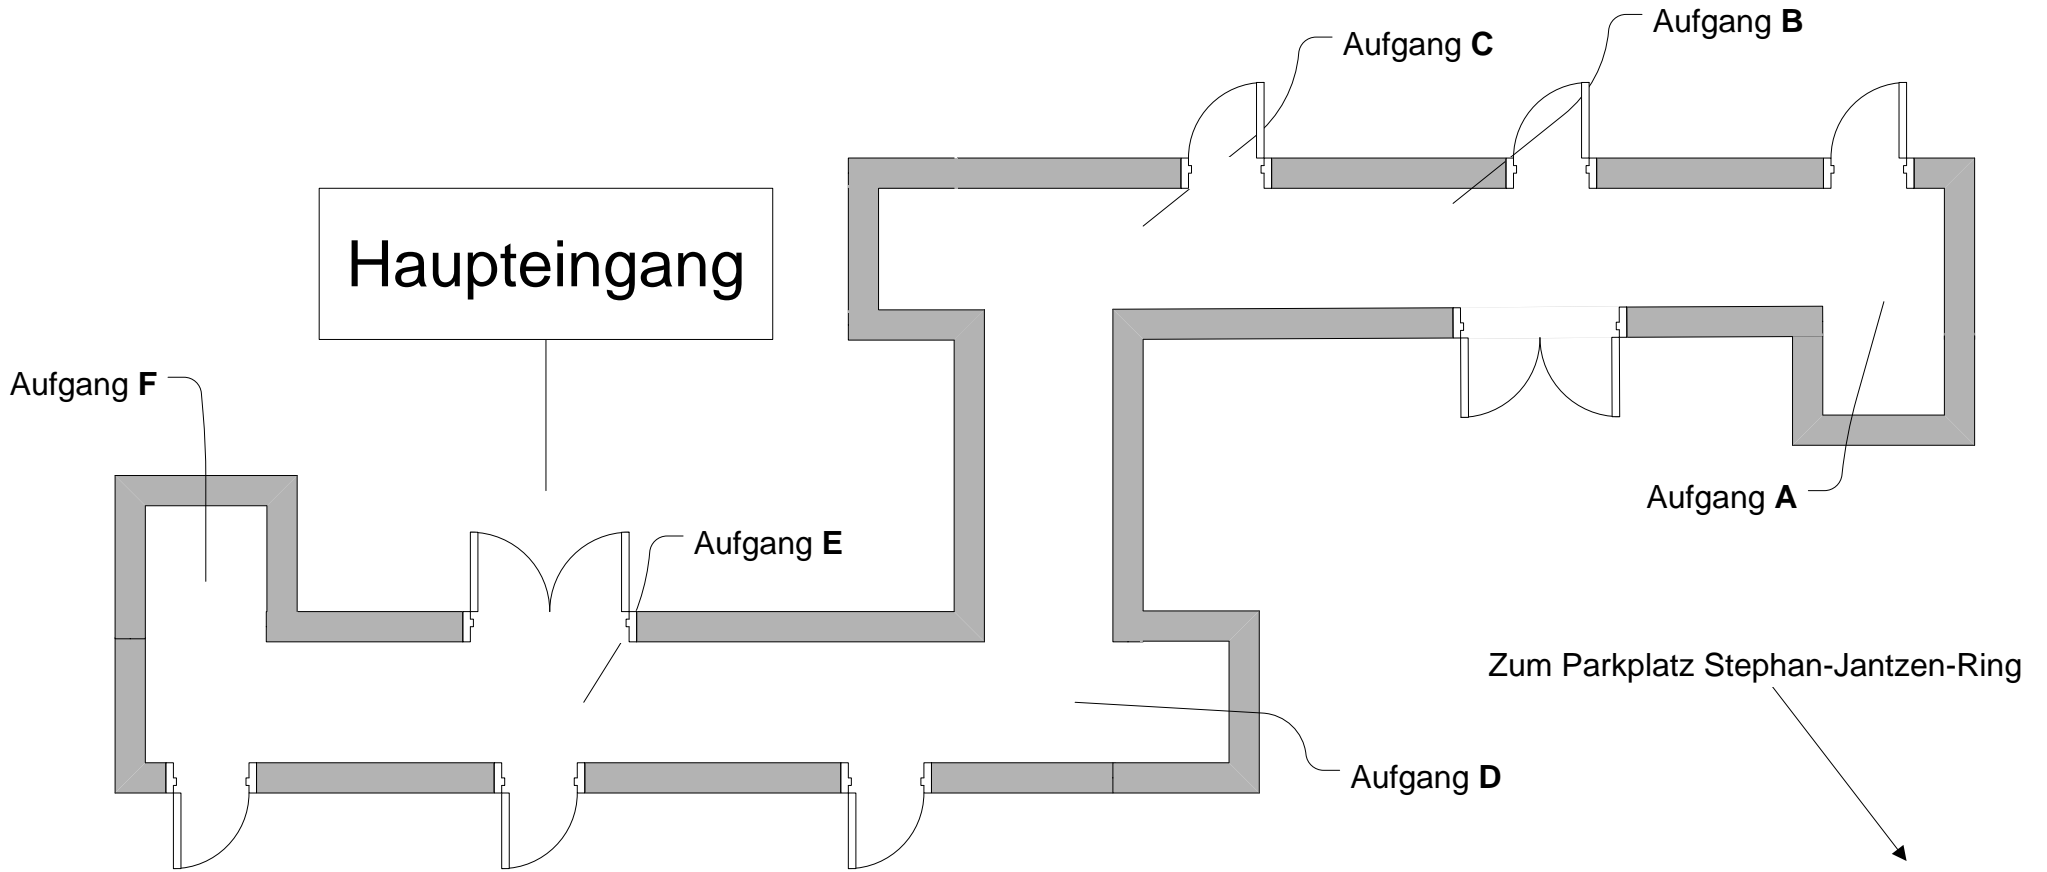 Aufgang B
Aufgang C
Haupteingang
Aufgang F
Aufgang A
Aufgang E
Zum Parkplatz Stephan-Jantzen-Ring
Aufgang D